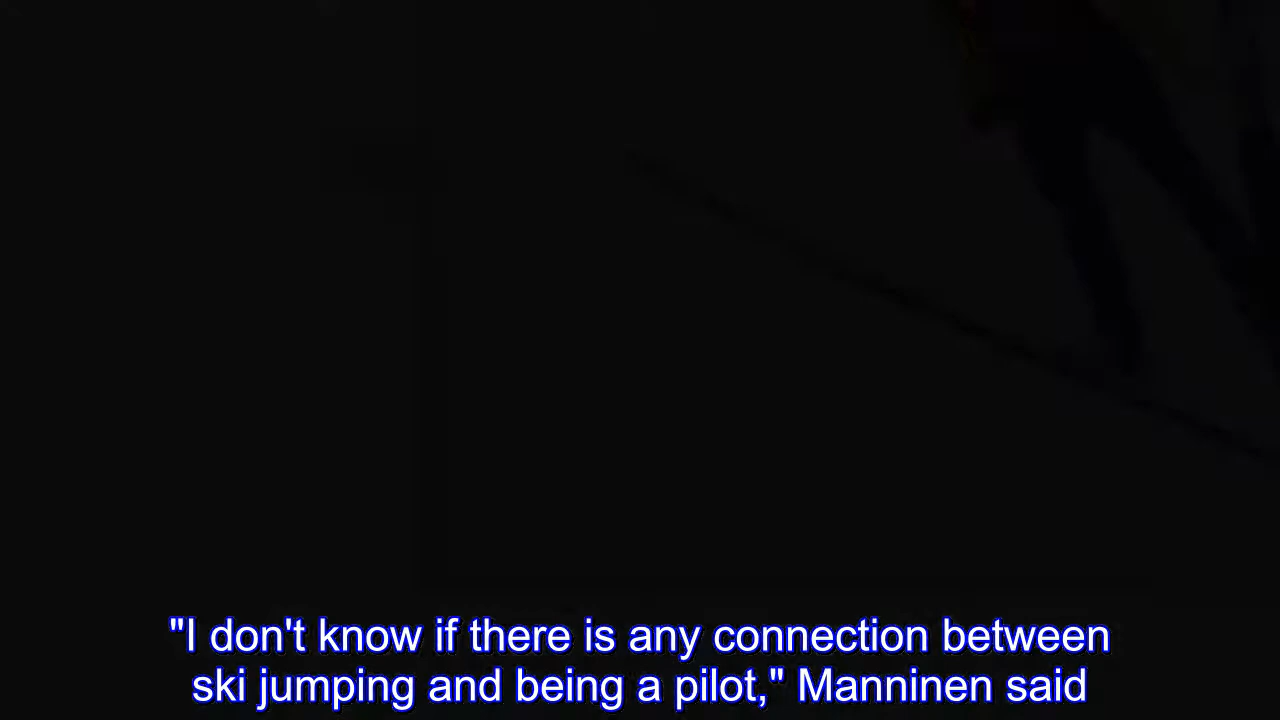 "I don't know if there is any connection between
ski jumping and being a pilot," Manninen said